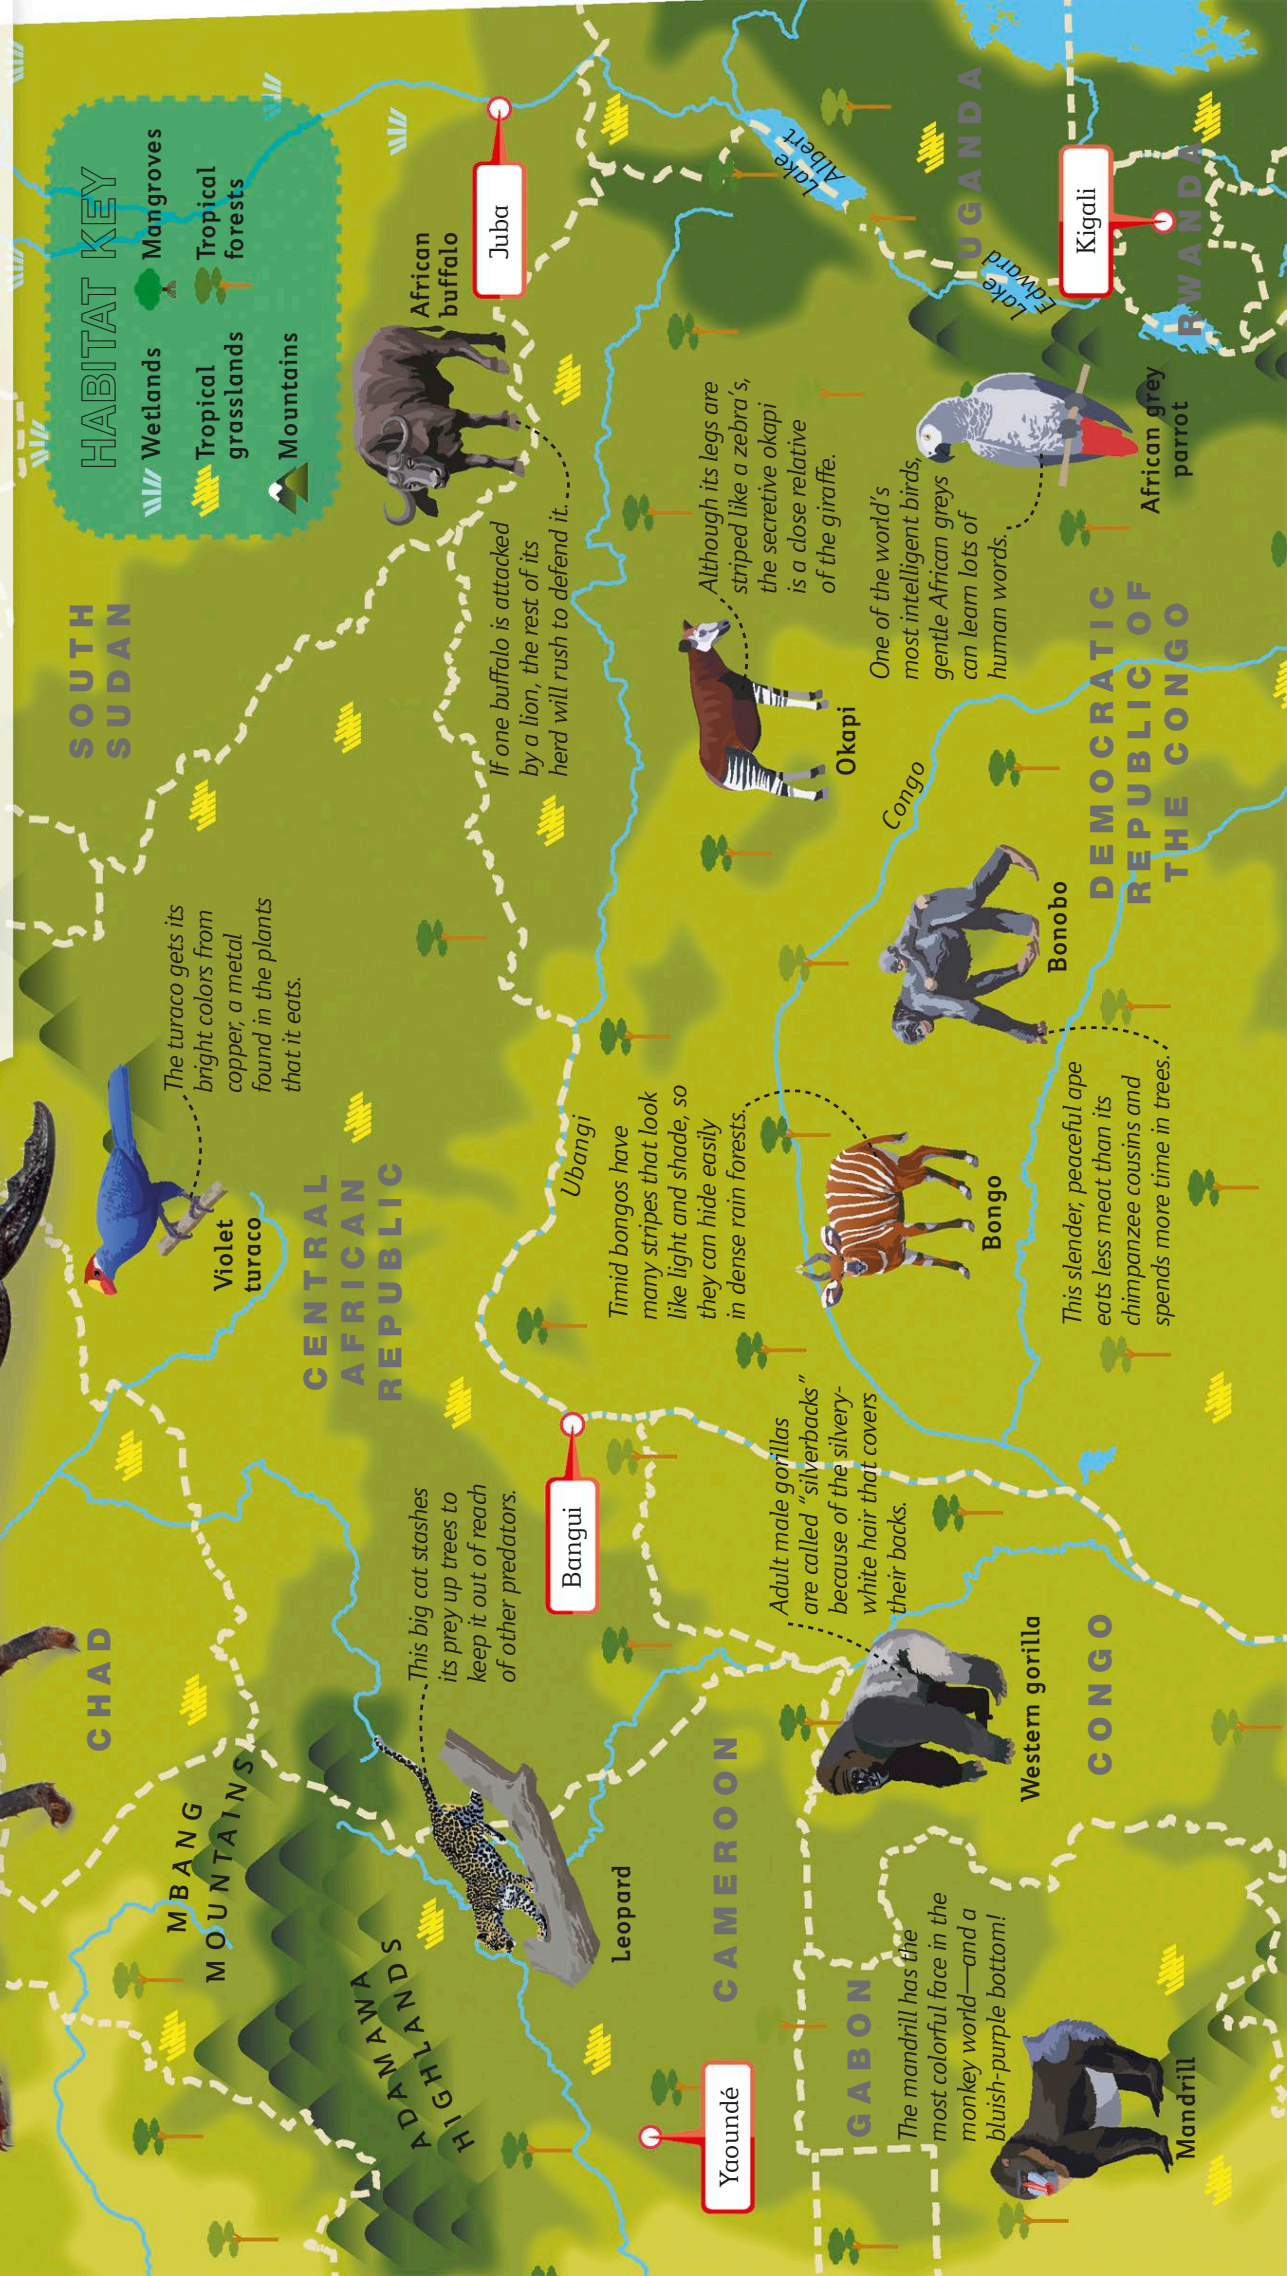 CHAD
MBANG
MOUNTAINS
ADAMAWA
HIGHLANDS
Violet
turaco
The turaco gets its
bright colors from
copper, a metal
found in the plants
that it eats.
SOUTH
SUDAN
HABITAT KEY
Wetlands
Mangroves
Tropical
grasslands
Tropical
forests
Mountains
CENTRAL
AFRICAN
REPUBLIC
African
buffalo
If one buffalo is attacked
by a lion, the rest of its
herd will rush to defend it.
Juba
This big cat stashes
its prey up trees to
keep it out of reach
of other predators.
Leopard
Bangui
Ubangi
Yaoundé
CAMEROON
Timid bongos have
many stripes that look
like light and shade, so
they can hide easily
in dense rain forests.
Bongo
Although its legs are
striped like a zebra's,
the secretive okapi
is a close relative
of the giraffe.
Okapi
Lake
Albert
Adult male gorillas
are called "silverbacks"
because of the silvery-
white hair that covers
their backs.
Western gorilla
Congo
One of the world's
most intelligent birds,
gentle African greys
can learn lots of
human words.
African grey
parrot
UGANDA
Lake
Edward
Kigali
RWANDA
GABON
The mandrill has the
most colorful face in the
monkey world—and a
bluish-purple bottom!
Mandrill
CONGO
Bonobo
This slender, peaceful ape
eats less meat than its
chimpanzee cousins and
spends more time in trees.
DEMOCRATIC
REPUBLIC OF
THE CONGO